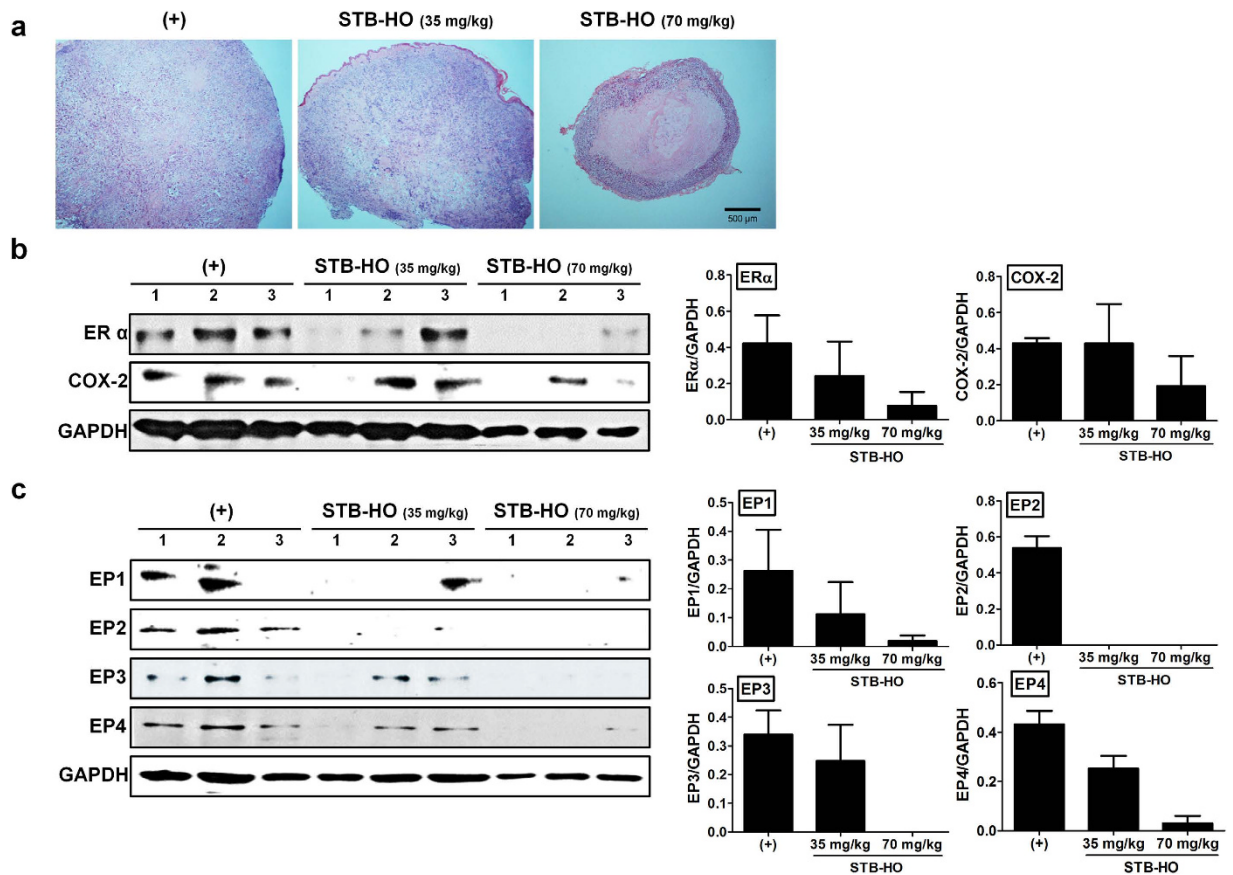 a
(+)
STB-HO (35 mg/kg)
STB-HO (70 mg/kg)
500 µm
b
(+)
STB-HO (35 mg/kg)
STB-HO (70 mg/kg)
1 2 3 1 2 3 1 2 3
ER α
COX-2
GAPDH
ERα
ERα/GAPDH
0.8
0.6
0.4
0.2
0.0
(+)
35 mg/kg
70 mg/kg
STB-HO
COX-2
COX-2/GAPDH
0.8
0.6
0.4
0.2
0.0
(+)
35 mg/kg
70 mg/kg
STB-HO
c
(+)
STB-HO (35 mg/kg)
STB-HO (70 mg/kg)
1 2 3 1 2 3 1 2 3
EP1
EP2
EP3
EP4
GAPDH
EP1
EP1/GAPDH
0.5
0.4
0.3
0.2
0.1
0.0
(+)
35 mg/kg
70 mg/kg
STB-HO
EP2
EP2/GAPDH
0.8
0.6
0.4
0.2
0.0
(+)
35 mg/kg
70 mg/kg
STB-HO
EP3
EP3/GAPDH
0.5
0.4
0.3
0.2
0.1
0.0
(+)
35 mg/kg
70 mg/kg
STB-HO
EP4
EP4/GAPDH
0.6
0.4
0.2
0.0
(+)
35 mg/kg
70 mg/kg
STB-HO